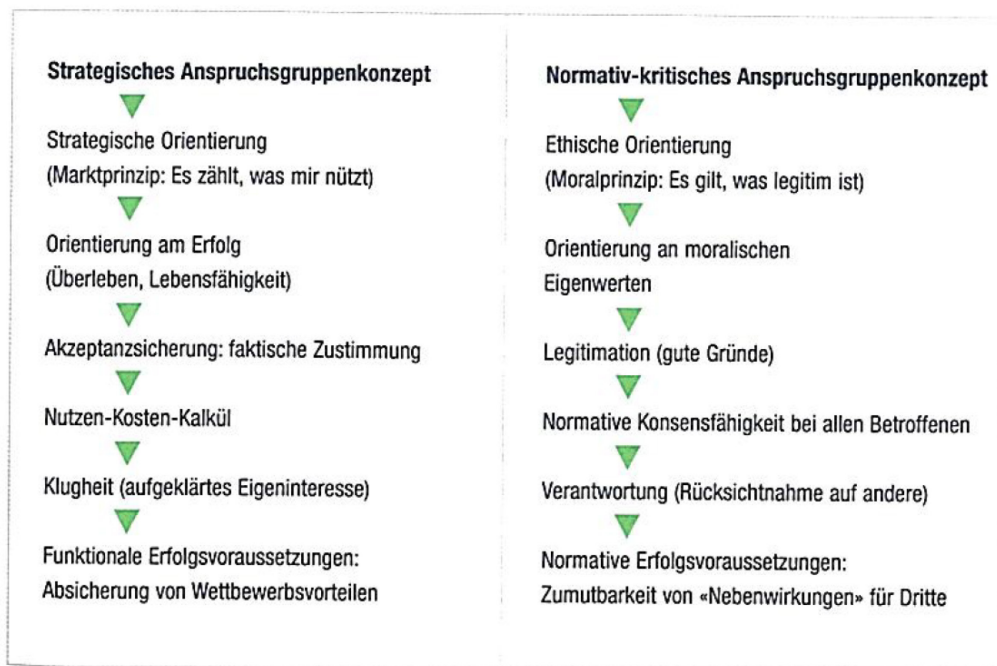 Strategisches Anspruchsgruppenkonzept
Strategische Orientierung
(Marktprinzip: Es zählt, was mir nützt)
Orientierung am Erfolg
(Überleben, Lebensfähigkeit)
Akzeptanzsicherung: faktische Zustimmung
Nutzen-Kosten-Kalkül
Klugheit (aufgeklärtes Eigeninteresse)
Funktionale Erfolgsvoraussetzungen:
Absicherung von Wettbewerbsvorteilen
Normativ-kritisches Anspruchsgruppenkonzept
Ethische Orientierung
(Moralprinzip: Es gilt, was legitim ist)
Orientierung an moralischen
Eigenwerten
Legitimation (gute Gründe)
Normative Konsensfähigkeit bei allen Betroffenen
Verantwortung (Rücksichtnahme auf andere)
Normative Erfolgsvoraussetzungen:
Zumutbarkeit von «Nebenwirkungen» für Dritte